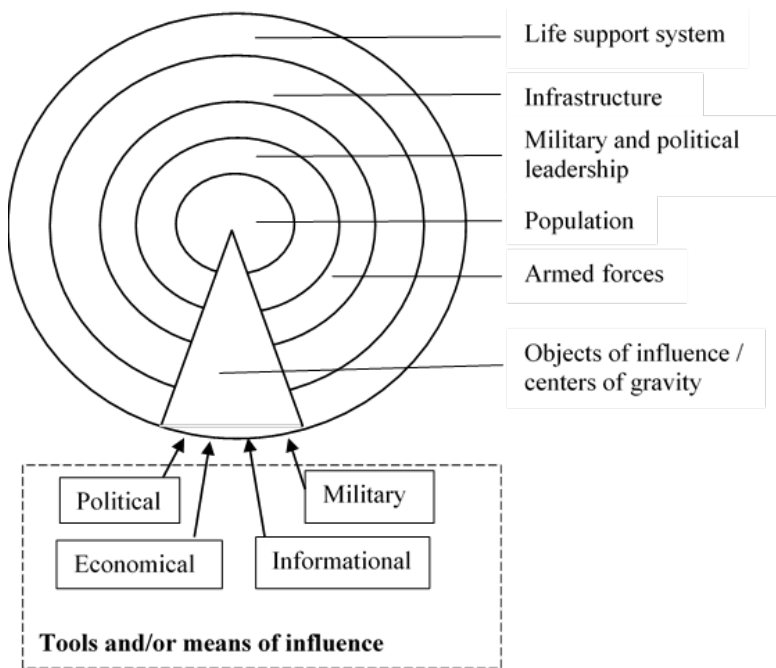 Life support system
Infrastructure
Military and political
leadership
Population
Armed forces
Objects of influence /
centers of gravity
Political
Military
Economical
Informational
Tools and/or means of influence